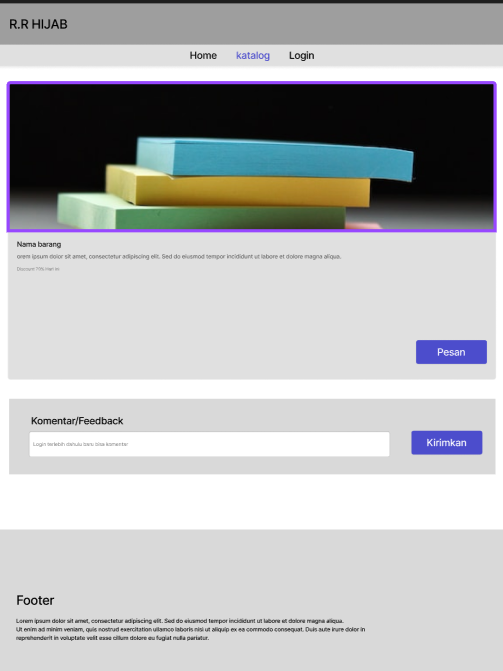 R.R HIJAB
Home katalog Login
Nama barang
orem ipsum dolor sit amet, consectetur adipiscing elit. Sed do eiusmod tempor incididunt ut labore et dolore magna aliqua.
Discount 11% Hari ini
Pesan
Komentar/Feedback
Login terlebih dahulu baru bisa komentar
Kirimkan
Footer
Lorem ipsum dolor sit amet, consectetur adipiscing elit. Sed do eiusmod tempor incididunt ut labore et dolore magna aliqua.
Ut enim ad minim veniam, quis nostrud exercitation ullamco laboris nisi ut aliquip ex ea commodo consequat. Duis aute irure dolor in
reprehenderit in voluptate velit esse cillum dolore eu fugiat nulla pariatur.